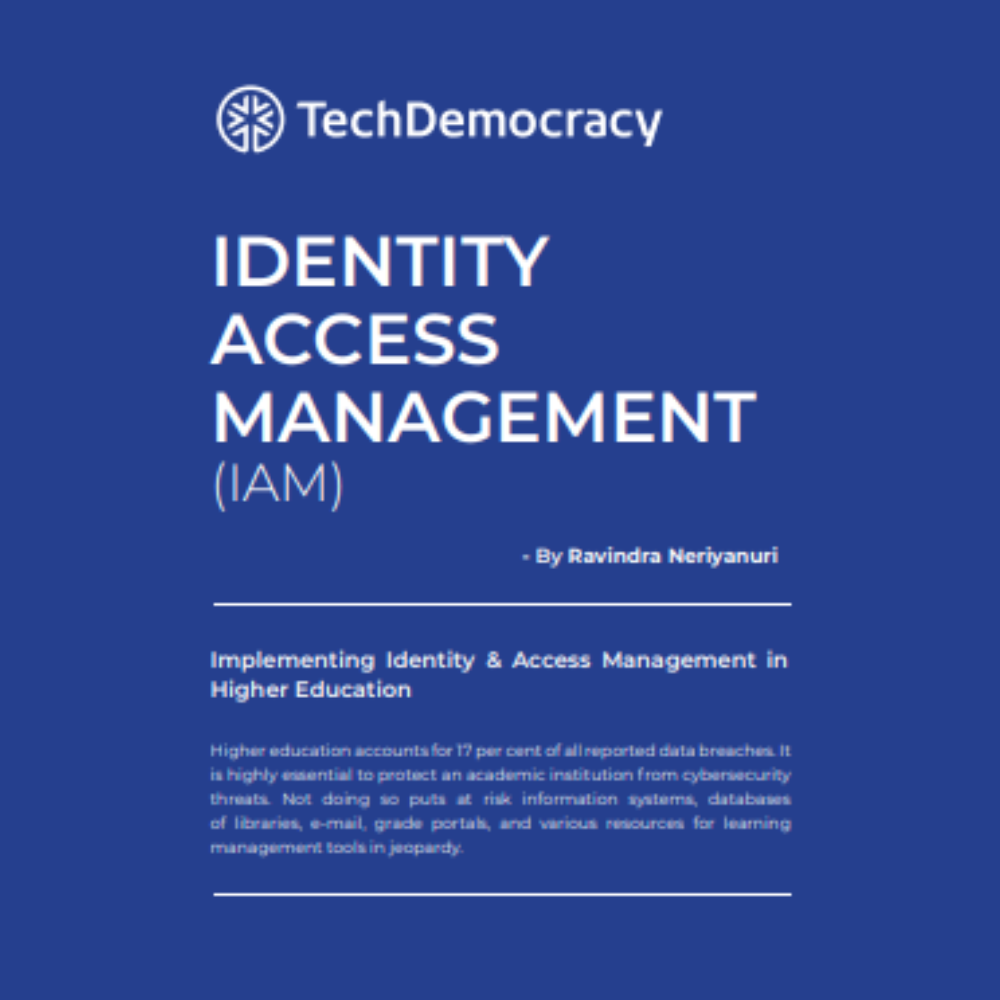 TechDemocracy
IDENTITY
ACCESS
MANAGEMENT
(IAM)
- By Ravindra Neriyanuri
Implementing Identity & Access Management in
Higher Education
Higher education accounts for 17 per cent of all reported data breaches. It
is highly essential to protect an academic institution from cybersecurity
threats. Not doing so puts at risk information systems, databases
of libraries, e-mail, grade portals, and various resources for learning
management tools in jeopardy.